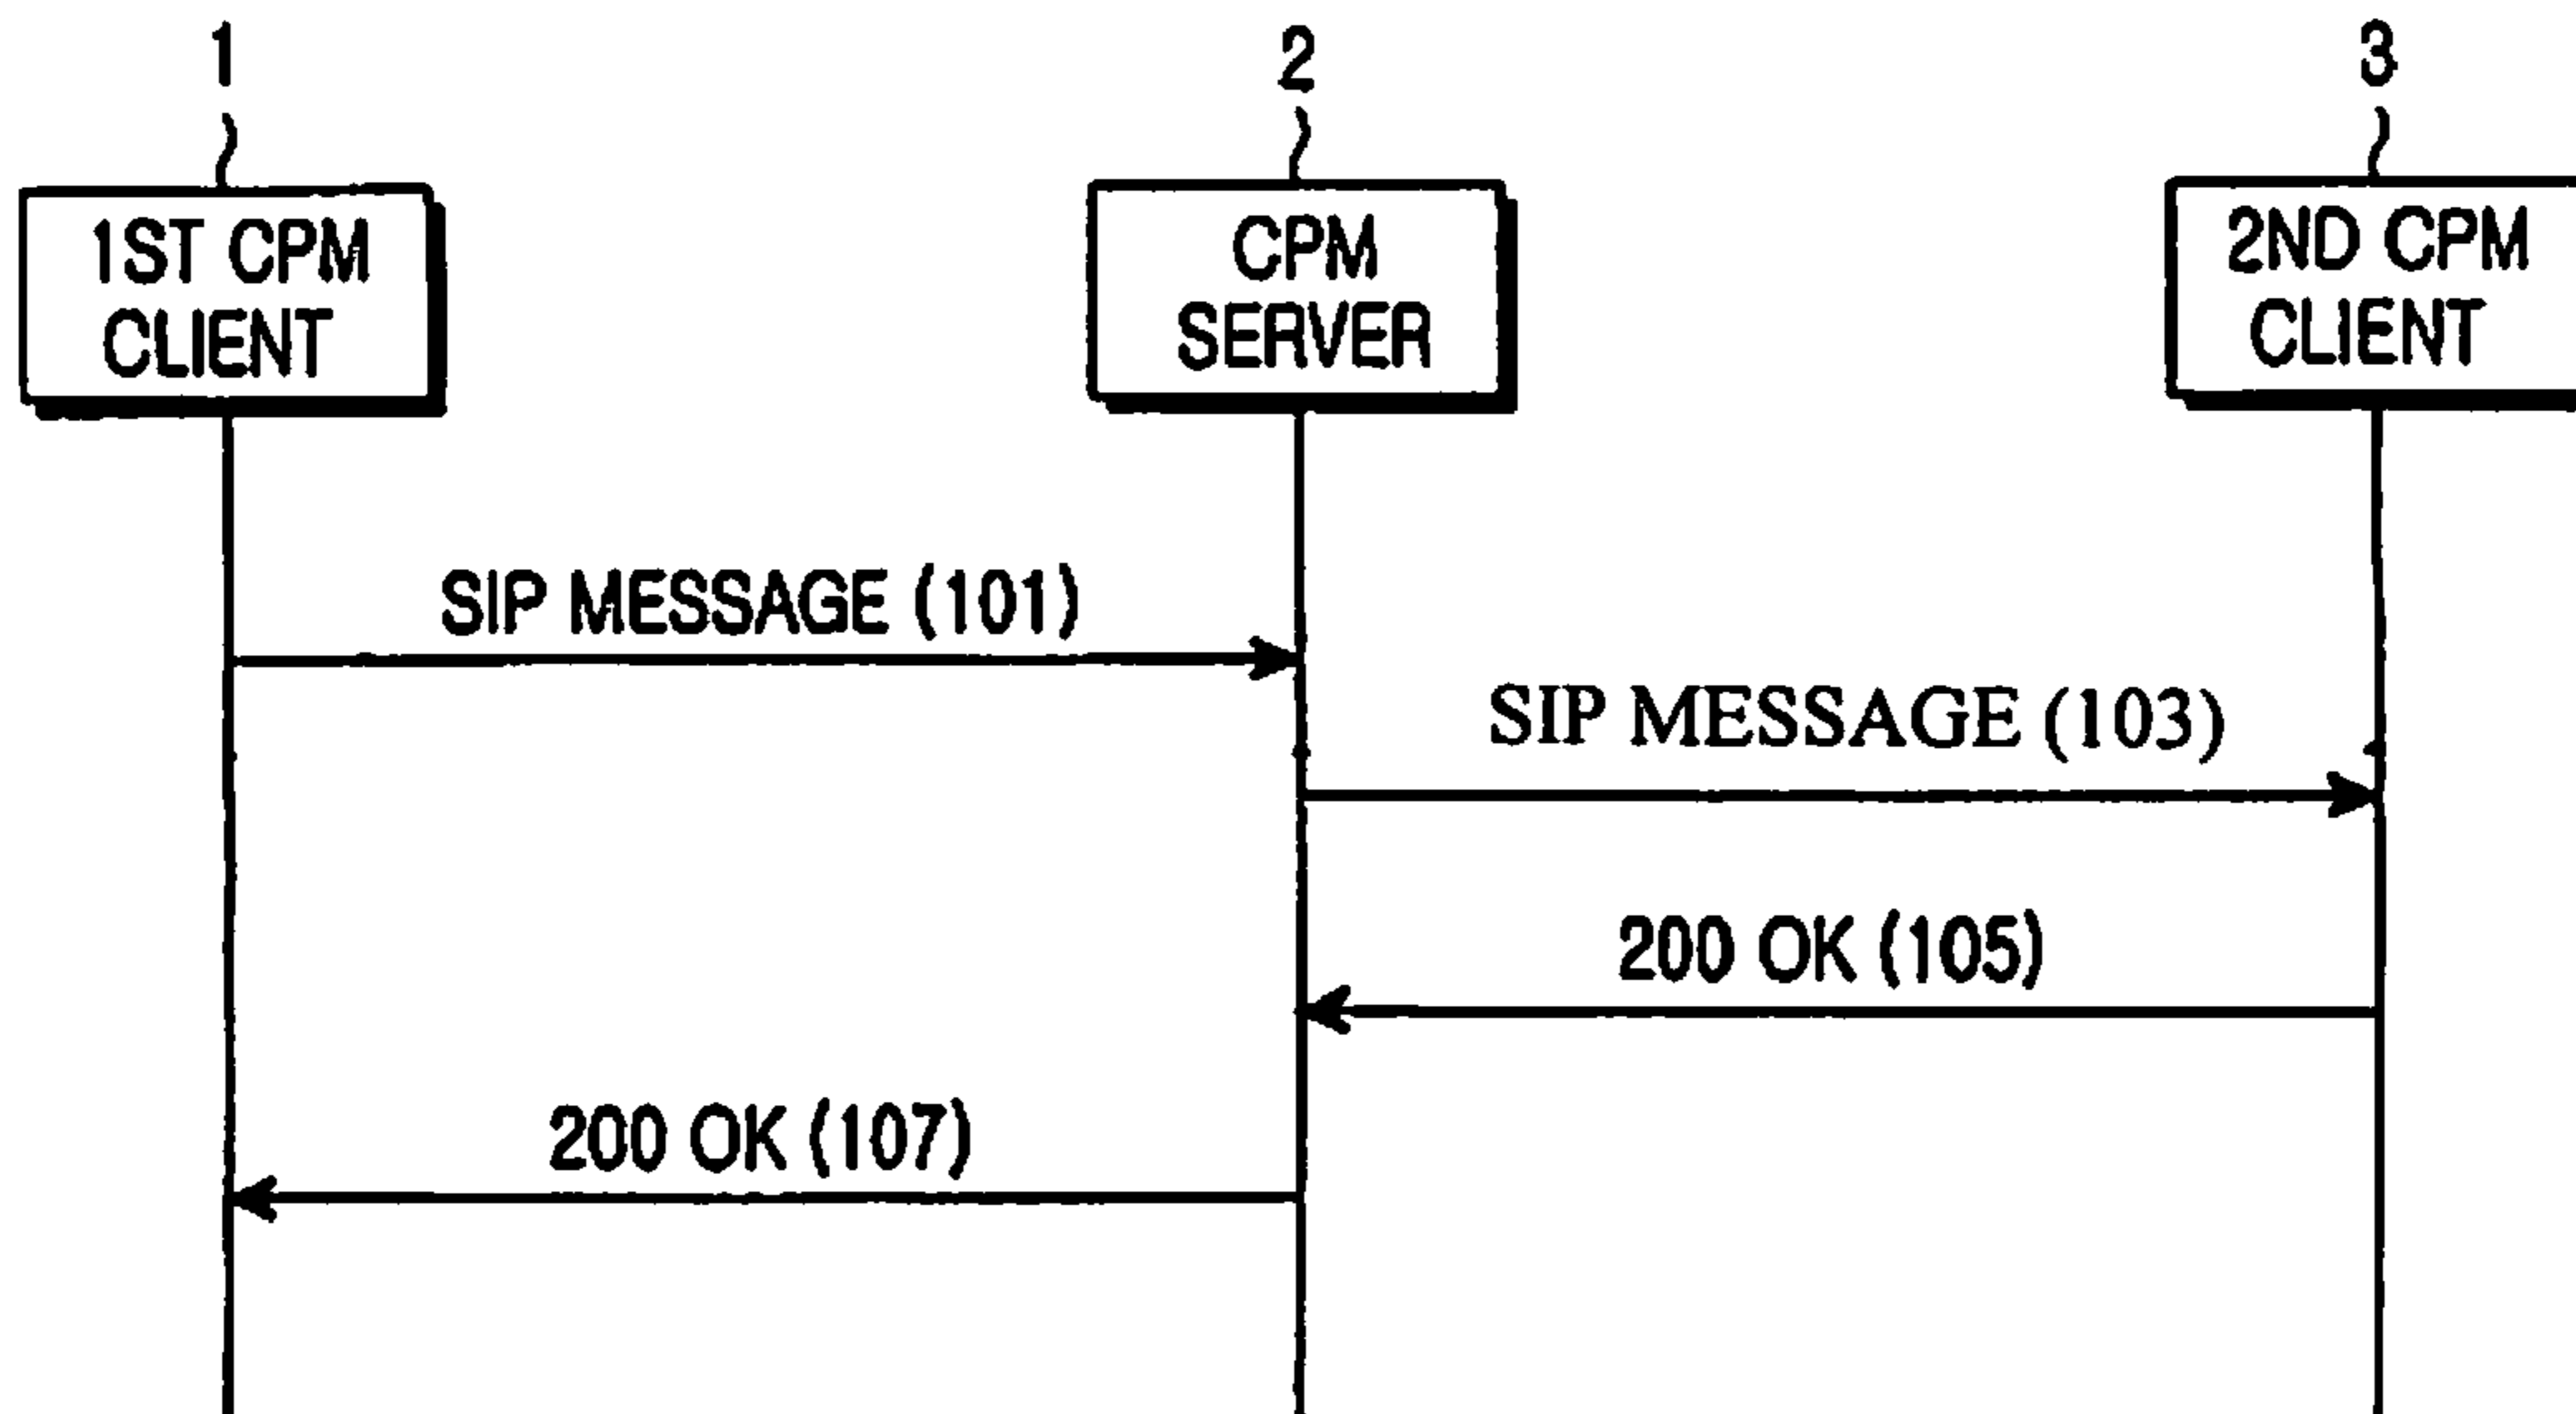 1
2
3
1ST CPM
CLIENT
CPM
SERVER
2ND CPM
CLIENT
SIP MESSAGE (101)
SIP MESSAGE (103)
200 OK (105)
200 OK (107)